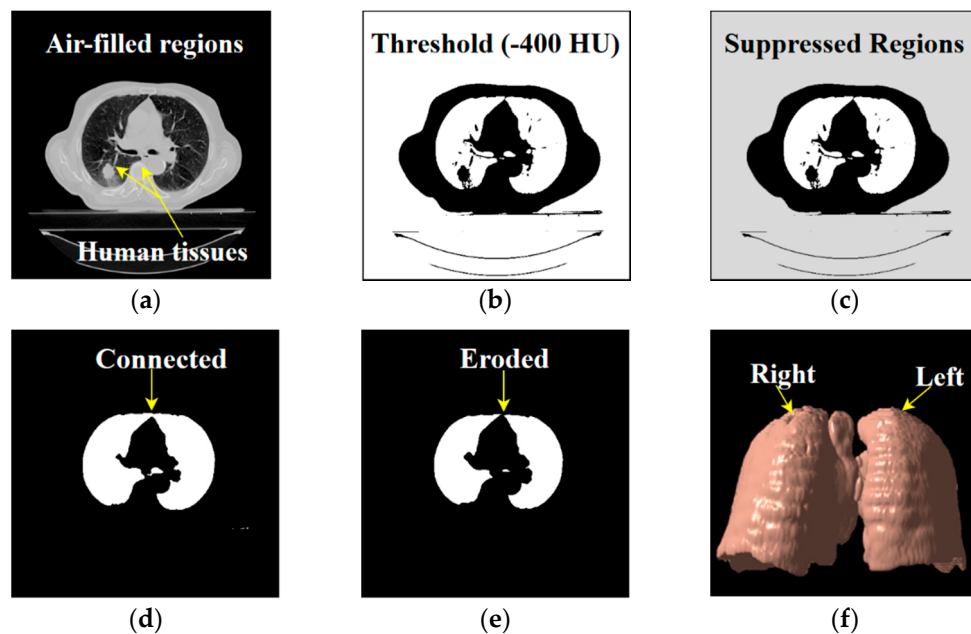 Air-filled regions
Human tissues
(a)
Threshold (-400 HU)
(b)
Suppressed Regions
(c)
Connected
(d)
Eroded
(e)
Right
Left
(f)